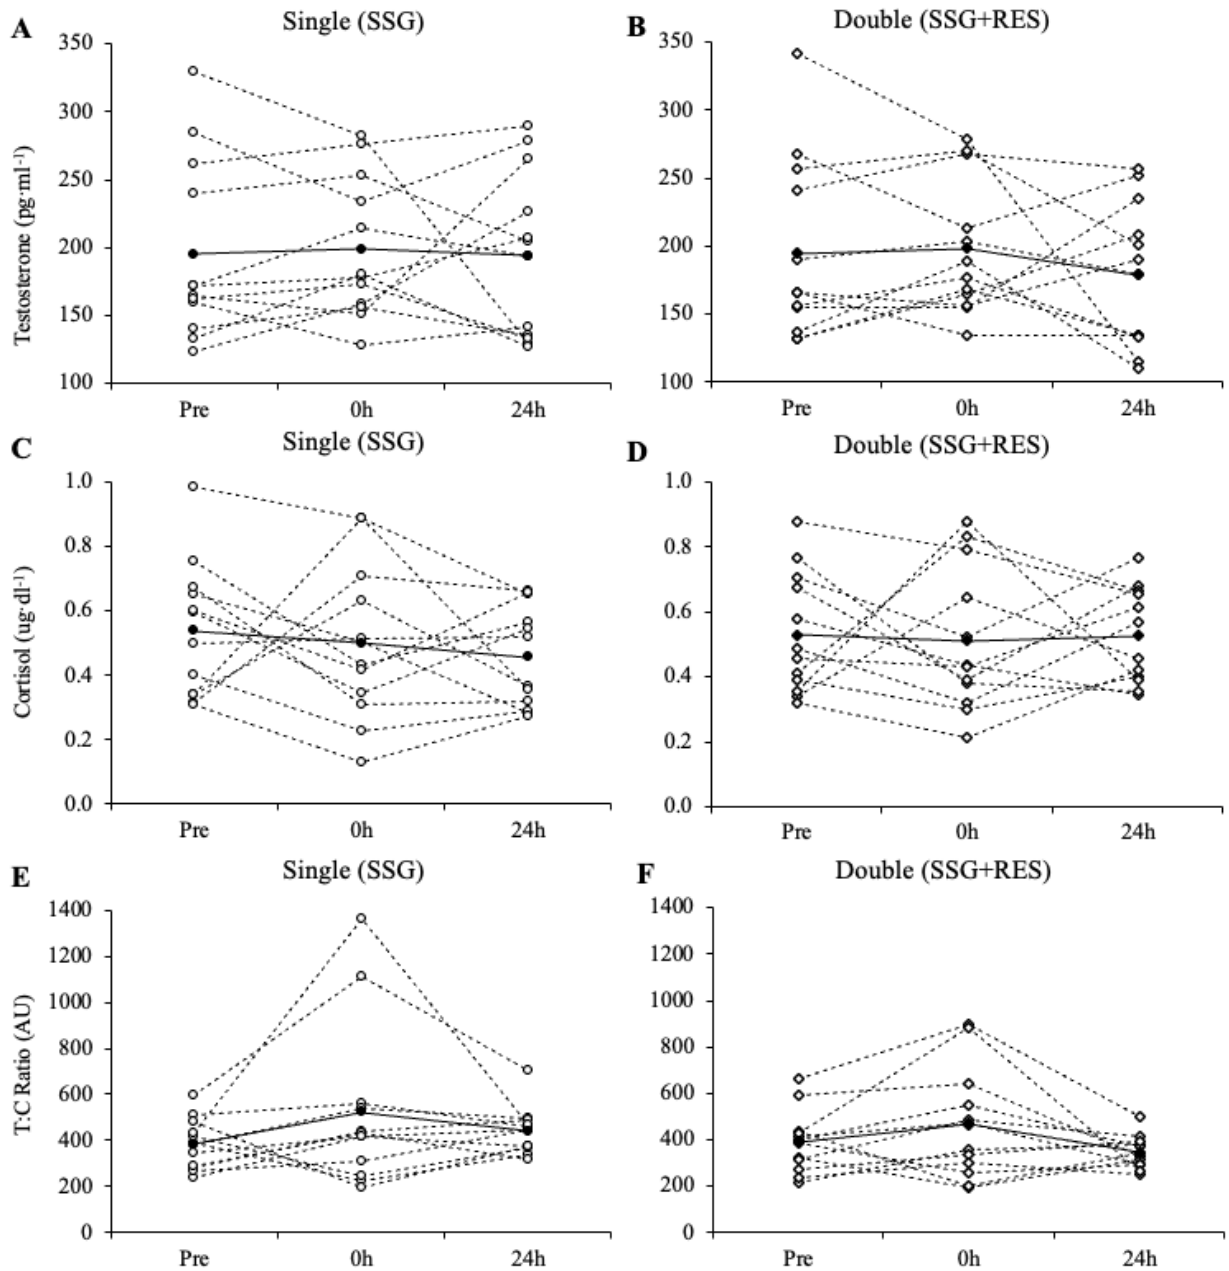 A
Single (SSG)
350
300
250
200
150
100
Testosterone (pg·ml⁻¹)
Pre
0h
24h
B
Double (SSG+RES)
350
300
250
200
150
100
Pre
0h
24h
C
Single (SSG)
1.0
0.8
0.6
0.4
0.2
0.0
Cortisol (ug·dl⁻¹)
Pre
0h
24h
D
Double (SSG+RES)
1.0
0.8
0.6
0.4
0.2
0.0
Pre
0h
24h
E
Single (SSG)
1400
1200
1000
800
600
400
200
0
T:C Ratio (AU)
Pre
0h
24h
F
Double (SSG+RES)
1400
1200
1000
800
600
400
200
0
Pre
0h
24h